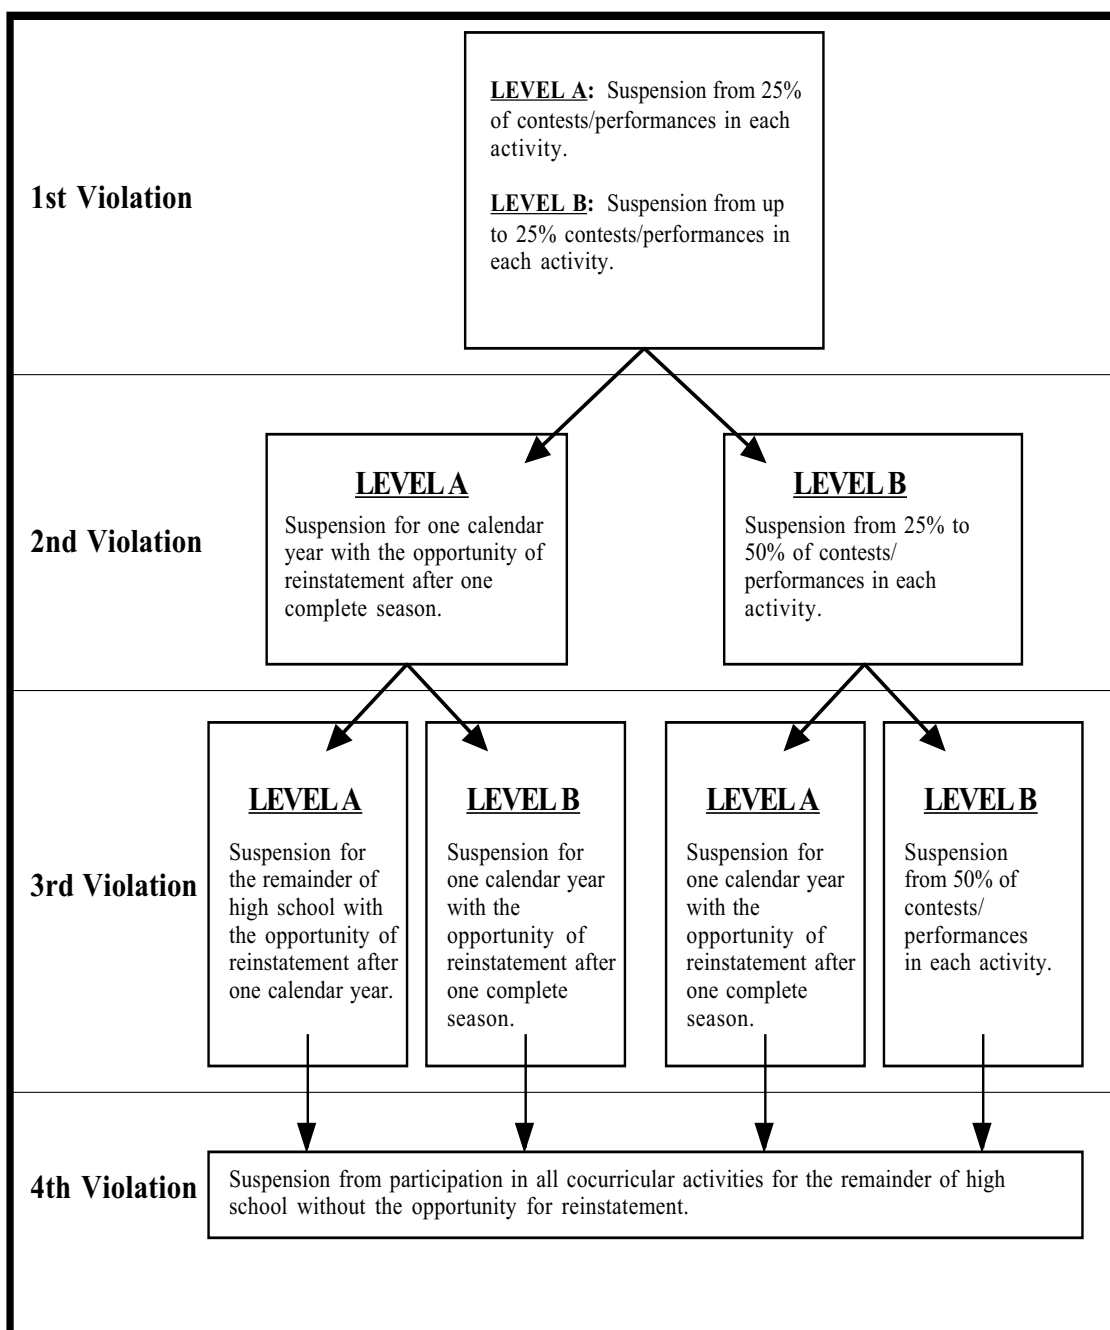 LEVEL A: Suspension from 25%
of contests/performances in each
activity.
LEVEL B: Suspension from up
to 25% contests/performances in
each activity.
1st Violation
LEVEL A
Suspension for one calendar
year with the opportunity of
reinstatement after one
complete season.
LEVEL B
Suspension from 25% to
50% of contests/
performances in each
activity.
2nd Violation
LEVEL A
Suspension for
the remainder of
high school with
the opportunity of
reinstatement after
one calendar year.
LEVEL B
Suspension for
one calendar year
with the
opportunity of
reinstatement after
one complete
season.
LEVEL A
Suspension for
one calendar year
with the
opportunity of
reinstatement after
one complete
season.
LEVEL B
Suspension
from 50% of
contests/
performances
in each activity.
3rd Violation
4th Violation
Suspension from participation in all cocurricular activities for the remainder of high
school without the opportunity for reinstatement.